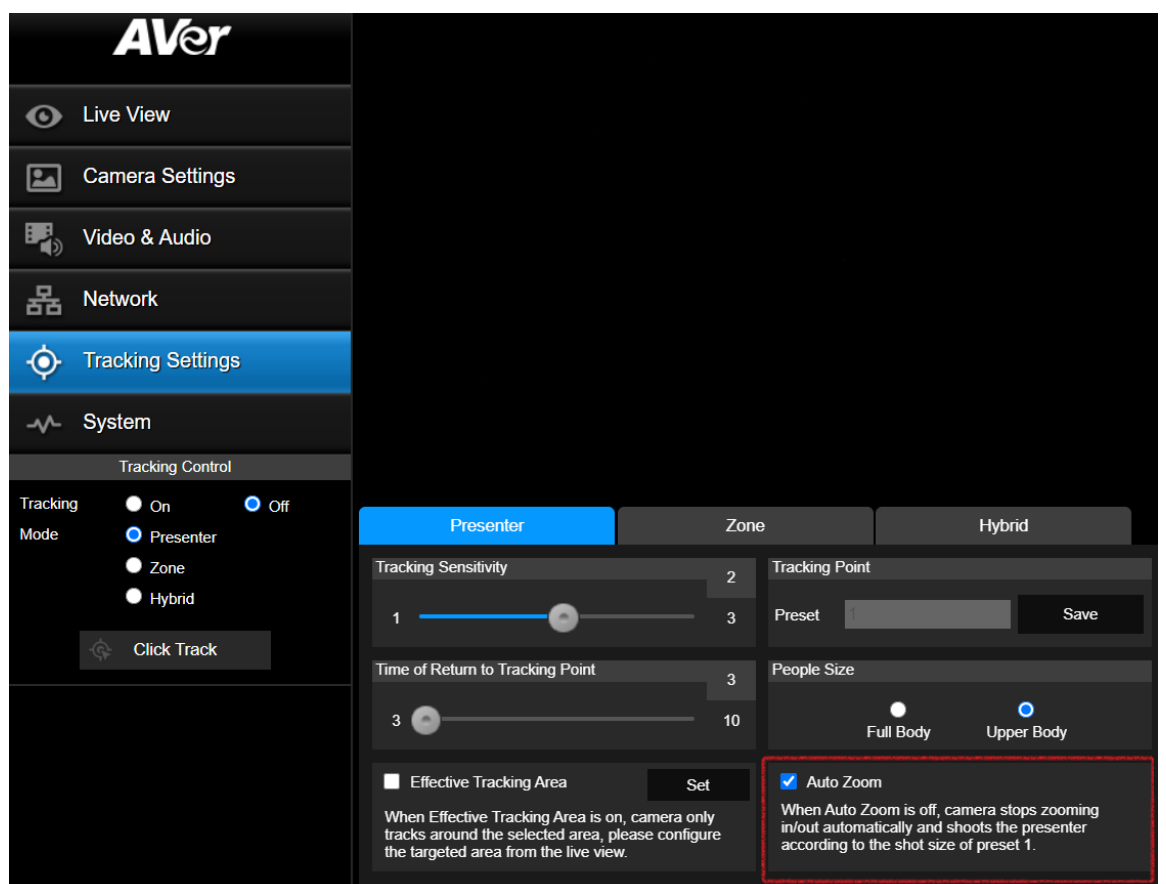 AVer
Live View
Camera Settings
Video & Audio
Network
Tracking Settings
System
Tracking Control
Tracking On Off
Mode Presenter
Zone
Hybrid
Click Track
Presenter Zone Hybrid
Tracking Sensitivity 2
1 3
Tracking Point
Preset 1 Save
Time of Return to Tracking Point 3
3 10
People Size
Full Body Upper Body
Effective Tracking Area Set
When Effective Tracking Area is on, camera only
tracks around the selected area, please configure
the targeted area from the live view.
Auto Zoom
When Auto Zoom is off, camera stops zooming
in/out automatically and shoots the presenter
according to the shot size of preset 1.